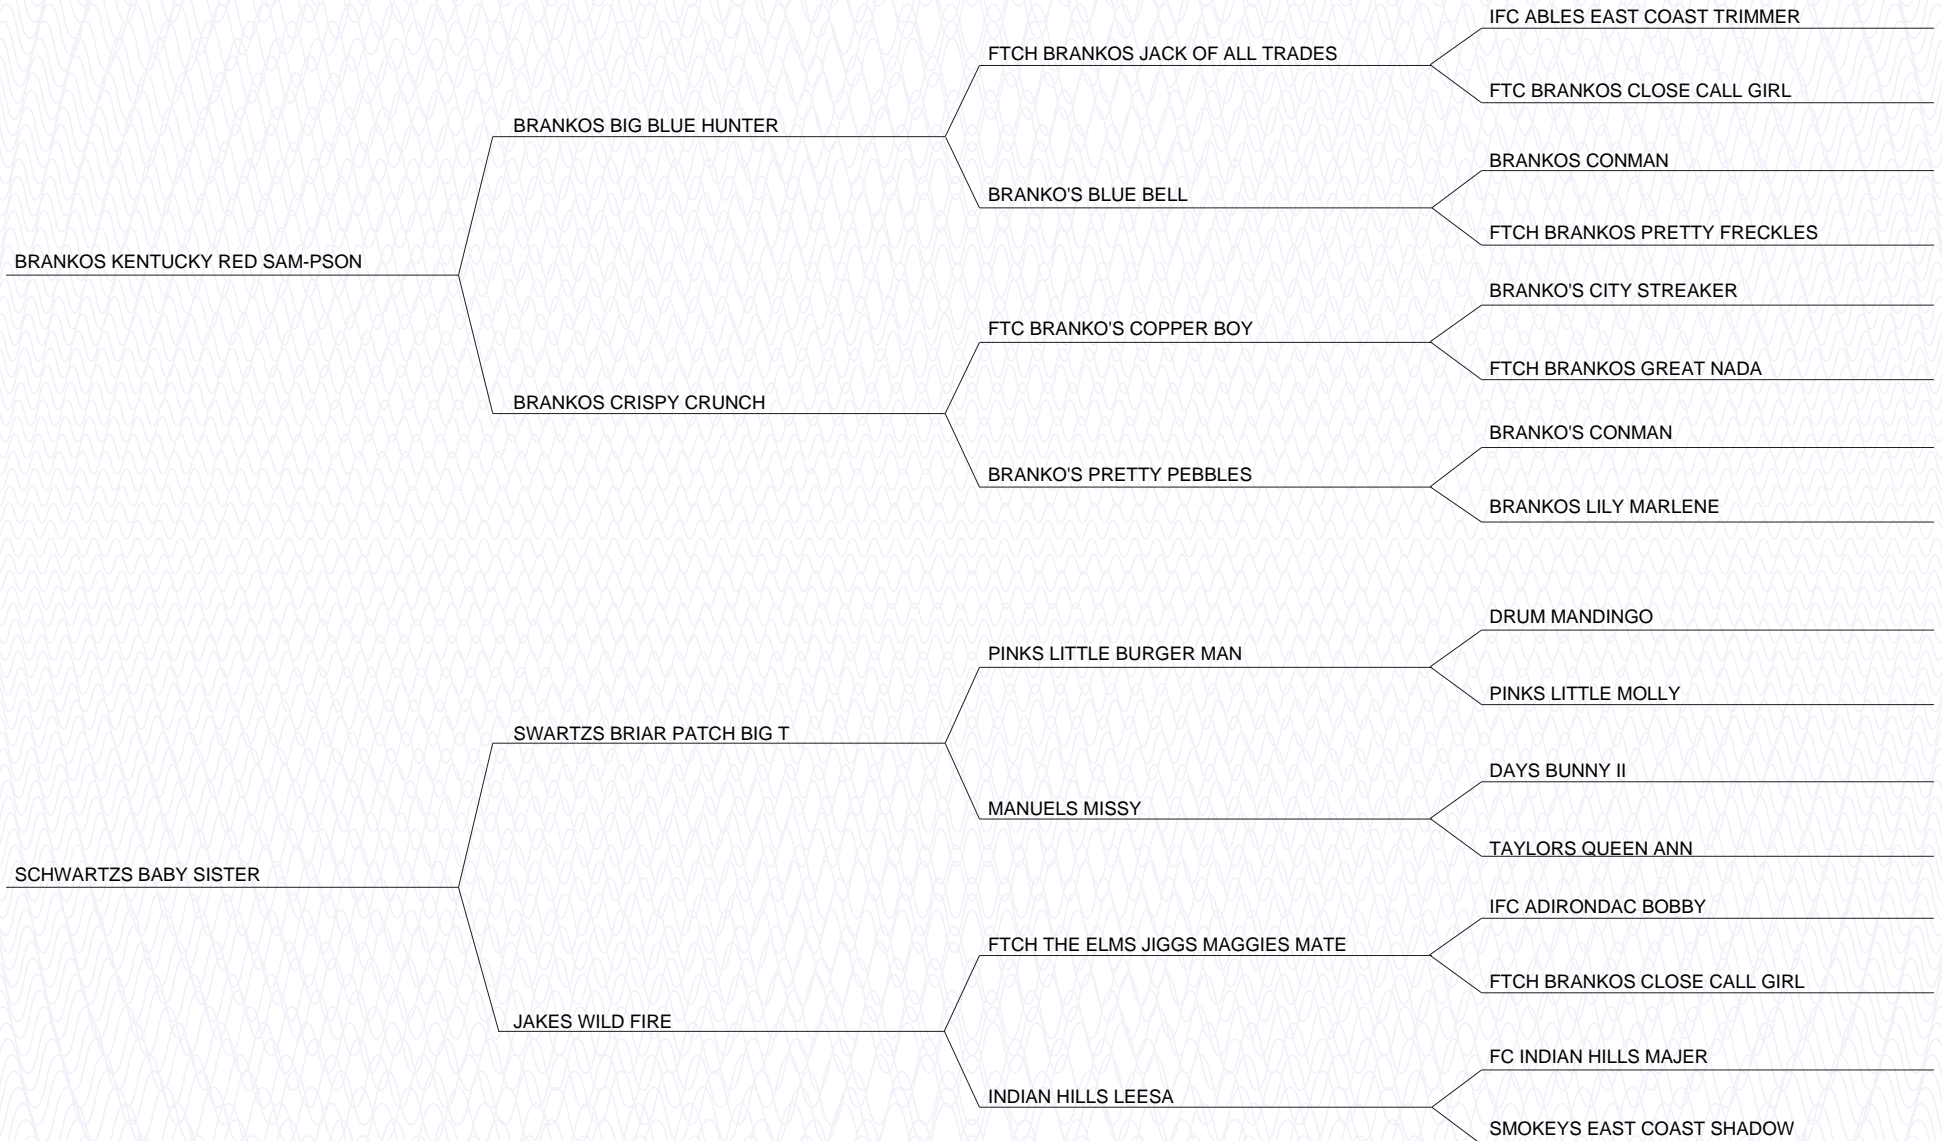 IFC ABLES EAST COAST TRIMMER
FTCH BRANKOS JACK OF ALL TRADES
FTC BRANKOS CLOSE CALL GIRL
BRANKOS BIG BLUE HUNTER
BRANKOS CONMAN
BRANKO'S BLUE BELL
FTCH BRANKOS PRETTY FRECKLES
BRANKOS KENTUCKY RED SAM-PSON
BRANKO'S CITY STREAKER
FTC BRANKO'S COPPER BOY
FTCH BRANKOS GREAT NADA
BRANKOS CRISPY CRUNCH
BRANKO'S CONMAN
BRANKO'S PRETTY PEBBLES
BRANKOS LILY MARLENE
DRUM MANDINGO
PINKS LITTLE BURGER MAN
PINKS LITTLE MOLLY
SWARTZS BRIAR PATCH BIG T
DAYS BUNNY II
MANUELS MISSY
TAYLORS QUEEN ANN
SCHWARTZS BABY SISTER
IFC ADIRONDAC BOBBY
FTCH THE ELMS JIGGS MAGGIES MATE
FTCH BRANKOS CLOSE CALL GIRL
JAKES WILD FIRE
FC INDIAN HILLS MAJER
INDIAN HILLS LEESA
SMOKEYS EAST COAST SHADOW